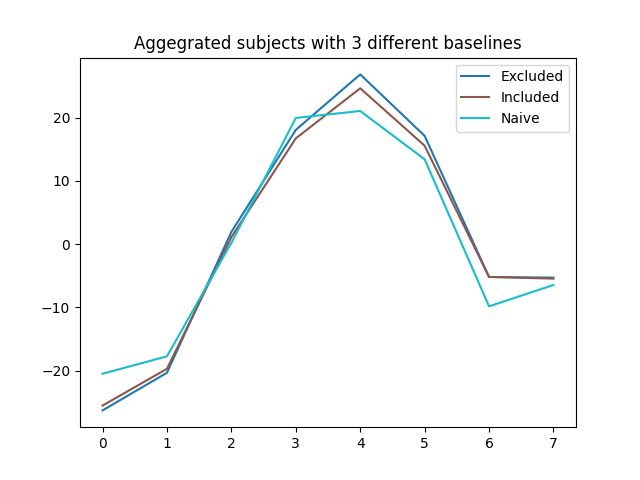 Aggegrated subjects with 3 different baselines
Excluded
Included
Naive
20
10
0
−10
−20
0 1 2 3 4 5 6 7